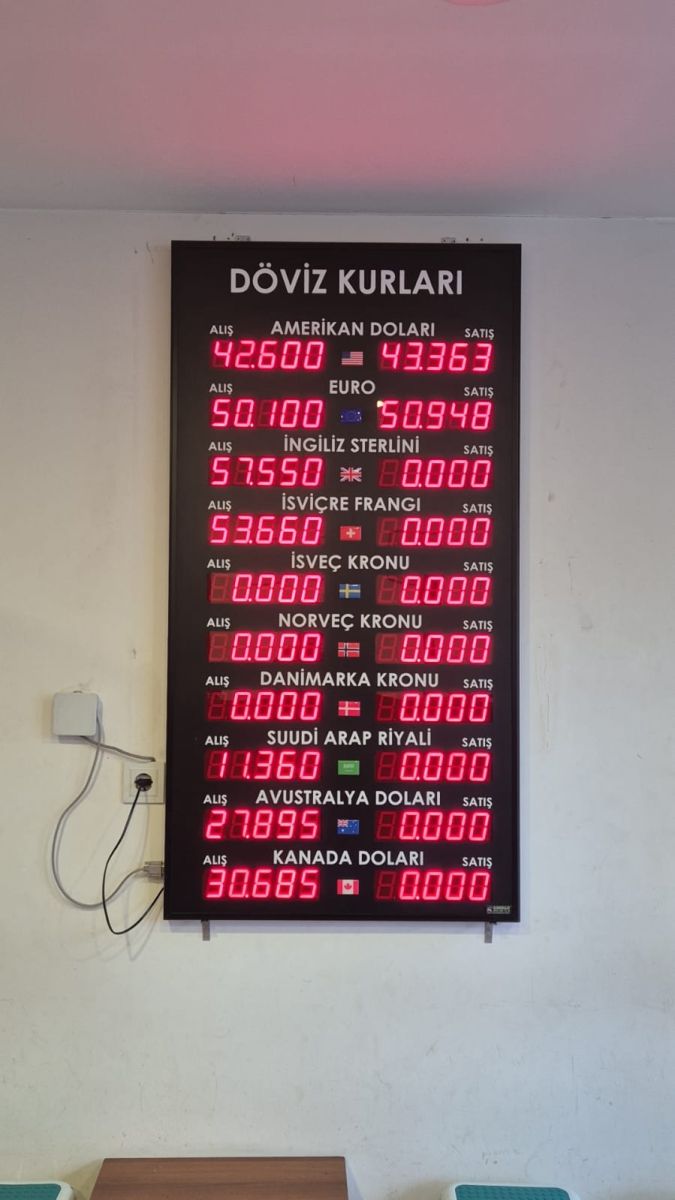 DÖVİZ KURLARI
ALIŞ AMERİKAN DOLARI SATIŞ
42.600 43.363
ALIŞ EURO SATIŞ
50.100 50.948
ALIŞ İNGİLİZ STERLİNİ SATIŞ
57.550 0.000
ALIŞ İSVİÇRE FRANGI SATIŞ
53.660 0.000
ALIŞ İSVEÇ KRONU SATIŞ
0.000 0.000
ALIŞ NORVEÇ KRONU SATIŞ
0.000 0.000
ALIŞ DANİMARKA KRONU SATIŞ
0.000 0.000
ALIŞ SUUDİ ARAP RİYALİ SATIŞ
11.360 0.000
ALIŞ AVUSTRALYA DOLARI SATIŞ
27.895 0.000
ALIŞ KANADA DOLARI SATIŞ
30.685 0.000